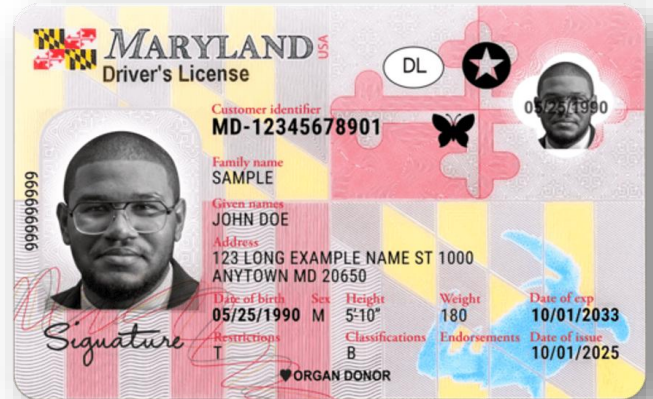 MARYLAND USA
Driver's License
DL
Customer identifier
MD-12345678901
05/25/1990
Family name
SAMPLE
Given names
JOHN DOE
999999999
Address
123 LONG EXAMPLE NAME ST 1000
ANYTOWN MD 20650
Date of birth Sex Height Weight Date of exp
05/25/1990 M 5'-10" 180 10/01/2033
Restrictions Classifications Endorsements Date of issue
T B 10/01/2025
Signature
ORGAN DONOR